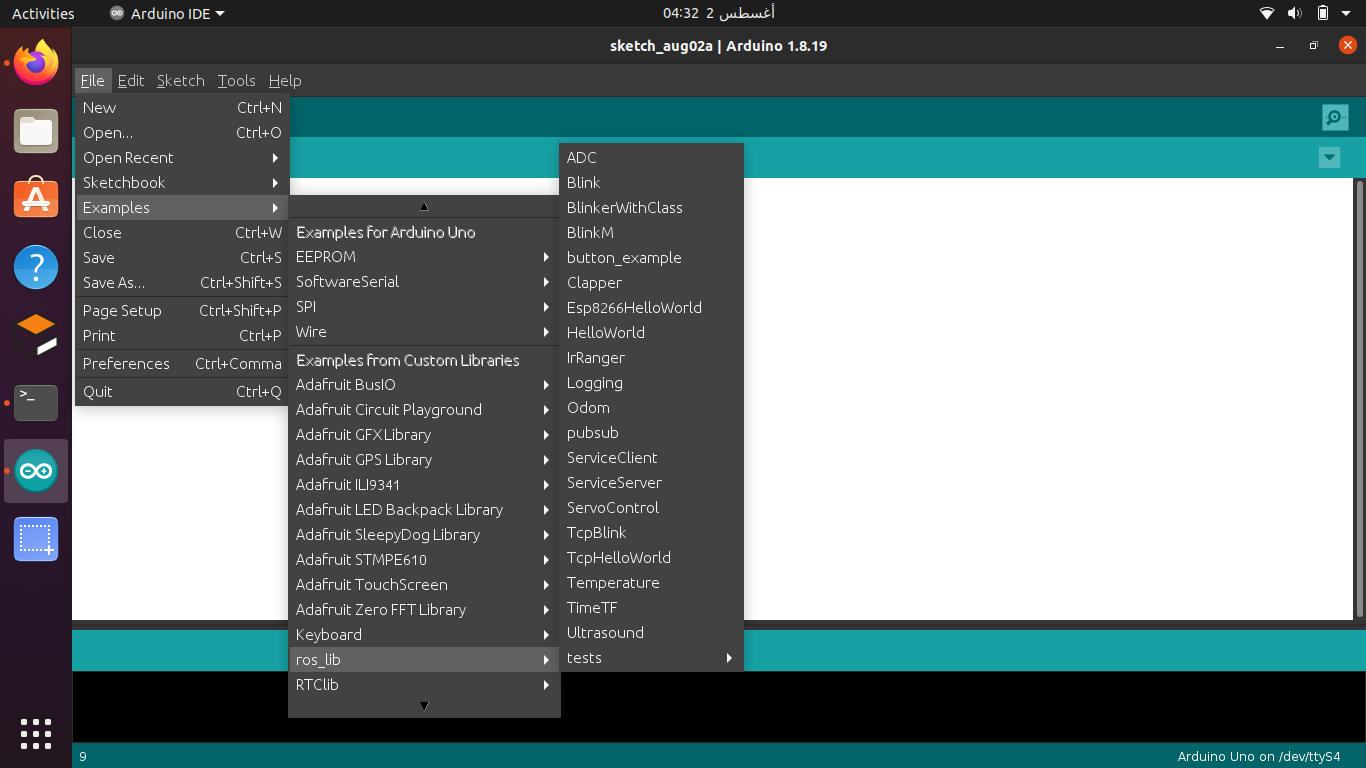 Activities Arduino IDE 04:32 2 أغسطس
sketch_aug02a | Arduino 1.8.19
File Edit Sketch Tools Help
New Ctrl+N
Open... Ctrl+O
Open Recent
Sketchbook
Examples
Close Ctrl+W
Save Ctrl+S
Save As... Ctrl+Shift+S
Page Setup Ctrl+Shift+P
Print Ctrl+P
Preferences Ctrl+Comma
Quit Ctrl+Q
Examples for Arduino Uno
EEPROM
SoftwareSerial
SPI
Wire
Examples from Custom Libraries
Adafruit BusIO
Adafruit Circuit Playground
Adafruit GFX Library
Adafruit GPS Library
Adafruit ILI9341
Adafruit LED Backpack Library
Adafruit SleepyDog Library
Adafruit STMPE610
Adafruit TouchScreen
Adafruit Zero FFT Library
Keyboard
ros_lib
RTClib
ADC
Blink
BlinkerWithClass
BlinkM
button_example
Clapper
Esp8266HelloWorld
HelloWorld
IrRanger
Logging
Odom
pubsub
ServiceClient
ServiceServer
ServoControl
TcpBlink
TcpHelloWorld
Temperature
TimeTF
Ultrasound
tests
9 Arduino Uno on /dev/ttyS4